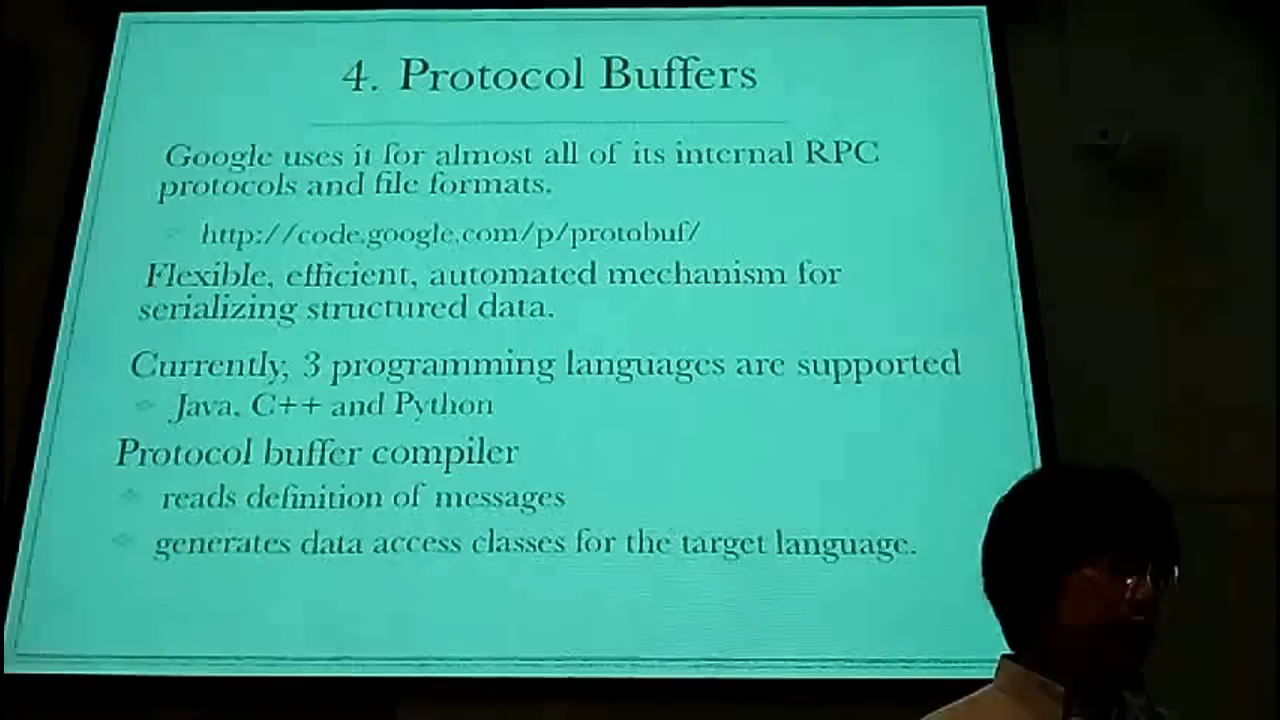 4. Protocol Buffers
Google uses it for almost all of its internal RPC
protocols and file formats.
http://code.google.com/p/protobuf/
Flexible, efficient, automated mechanism for
serializing structured data.
Currently, 3 programming languages are supported
Java, C++ and Python
Protocol buffer compiler
reads definition of messages
generates data access classes for the target language.